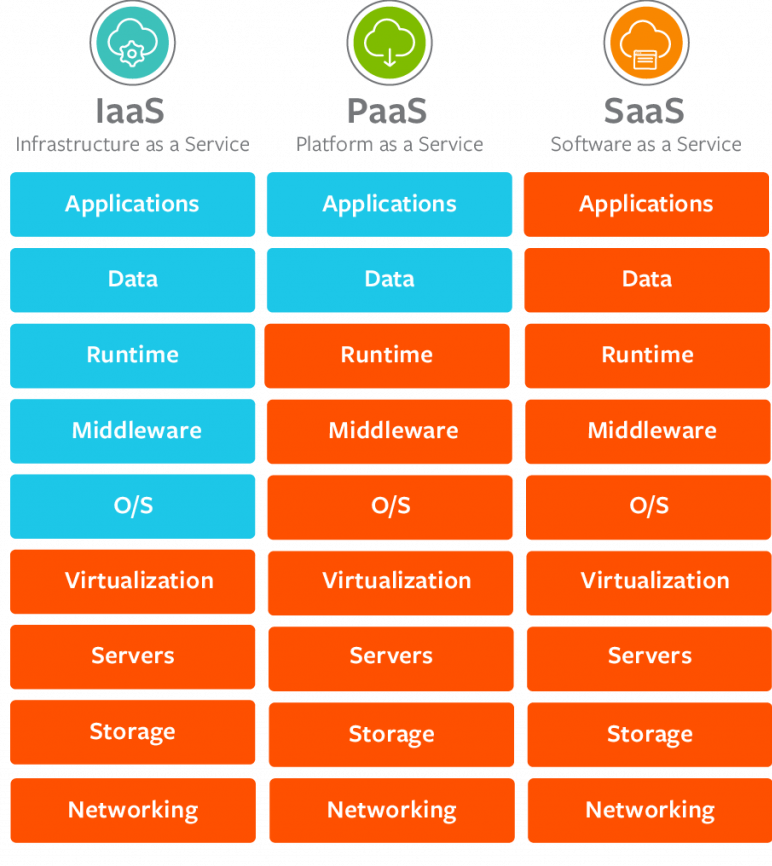 IaaS
Infrastructure as a Service
PaaS
Platform as a Service
SaaS
Software as a Service
Applications
Applications
Applications
Data
Data
Data
Runtime
Runtime
Runtime
Middleware
Middleware
Middleware
O/S
O/S
O/S
Virtualization
Virtualization
Virtualization
Servers
Servers
Servers
Storage
Storage
Storage
Networking
Networking
Networking